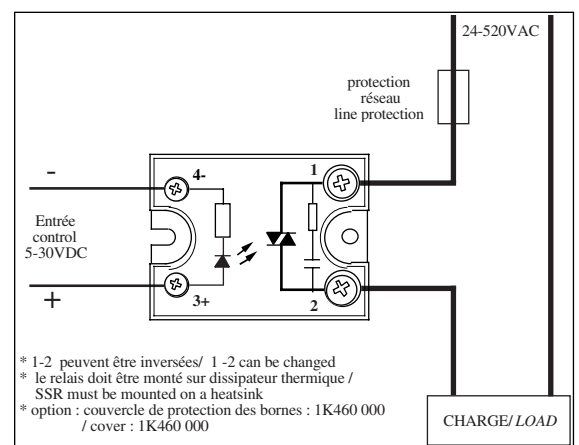 24-520VAC
protection
réseau
line protection
-
4-
1
Entrée
control
5-30VDC
+
3+
2
* 1-2 peuvent être inversées/ 1 -2 can be changed
* le relais doit être monté sur dissipateur thermique /
SSR must be mounted on a heatsink
* option : couvercle de protection des bornes : 1K460 000
/ cover : 1K460 000
CHARGE/ LOAD